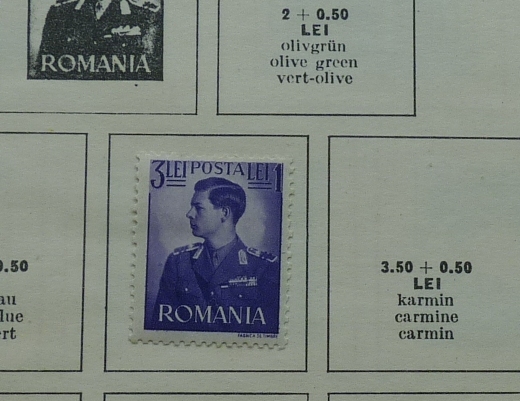 ROMANIA
2 + 0.50
LEI
olivgrün
olive green
vert-olive
3 LEI POSTA LEI 1
ROMANIA
0.50
au
lue
ert
3.50 + 0.50
LEI
karmin
carmine
carmin